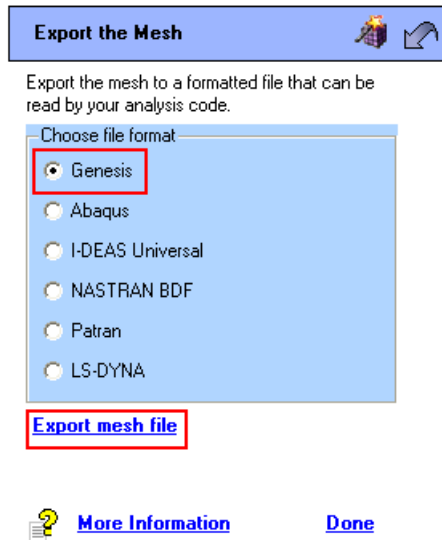 Export the Mesh
Export the mesh to a formatted file that can be
read by your analysis code.
Choose file format
Genesis
Abaqus
I-DEAS Universal
NASTRAN BDF
Patran
LS-DYNA
Export mesh file
More Information Done